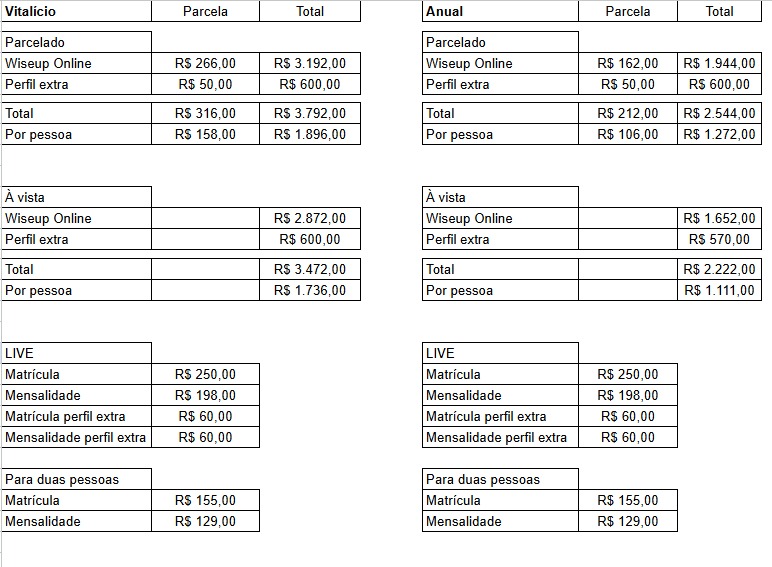 Vitalício Parcela Total
Parcelado
Wiseup Online R$ 266,00 R$ 3.192,00
Perfil extra R$ 50,00 R$ 600,00
Total R$ 316,00 R$ 3.792,00
Por pessoa R$ 158,00 R$ 1.896,00
À vista
Wiseup Online R$ 2.872,00
Perfil extra R$ 600,00
Total R$ 3.472,00
Por pessoa R$ 1.736,00
LIVE
Matrícula R$ 250,00
Mensalidade R$ 198,00
Matrícula perfil extra R$ 60,00
Mensalidade perfil extra R$ 60,00
Para duas pessoas
Matrícula R$ 155,00
Mensalidade R$ 129,00
Anual Parcela Total
Parcelado
Wiseup Online R$ 162,00 R$ 1.944,00
Perfil extra R$ 50,00 R$ 600,00
Total R$ 212,00 R$ 2.544,00
Por pessoa R$ 106,00 R$ 1.272,00
À vista
Wiseup Online R$ 1.652,00
Perfil extra R$ 570,00
Total R$ 2.222,00
Por pessoa R$ 1.111,00
LIVE
Matrícula R$ 250,00
Mensalidade R$ 198,00
Matrícula perfil extra R$ 60,00
Mensalidade perfil extra R$ 60,00
Para duas pessoas
Matrícula R$ 155,00
Mensalidade R$ 129,00